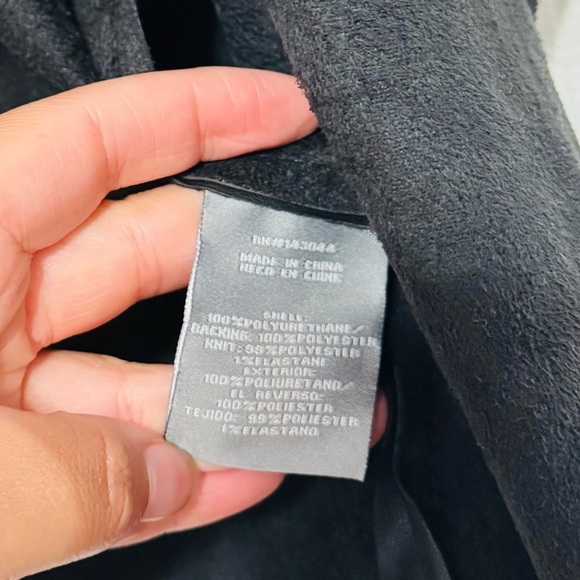 RN#143044
MADE IN CHINA
HECO EN CHINA
SHELL:
100%POLYURETHANE/
BACKING: 100%POLYESTER
KNIT: 99%POLYESTER
1%ELASTANE
EXTERIOR:
100%POLIURETANO/
EL REVERSO:
100%POLIESTER
TEJIDO: 99%POLIESTER
1%ELASTANO